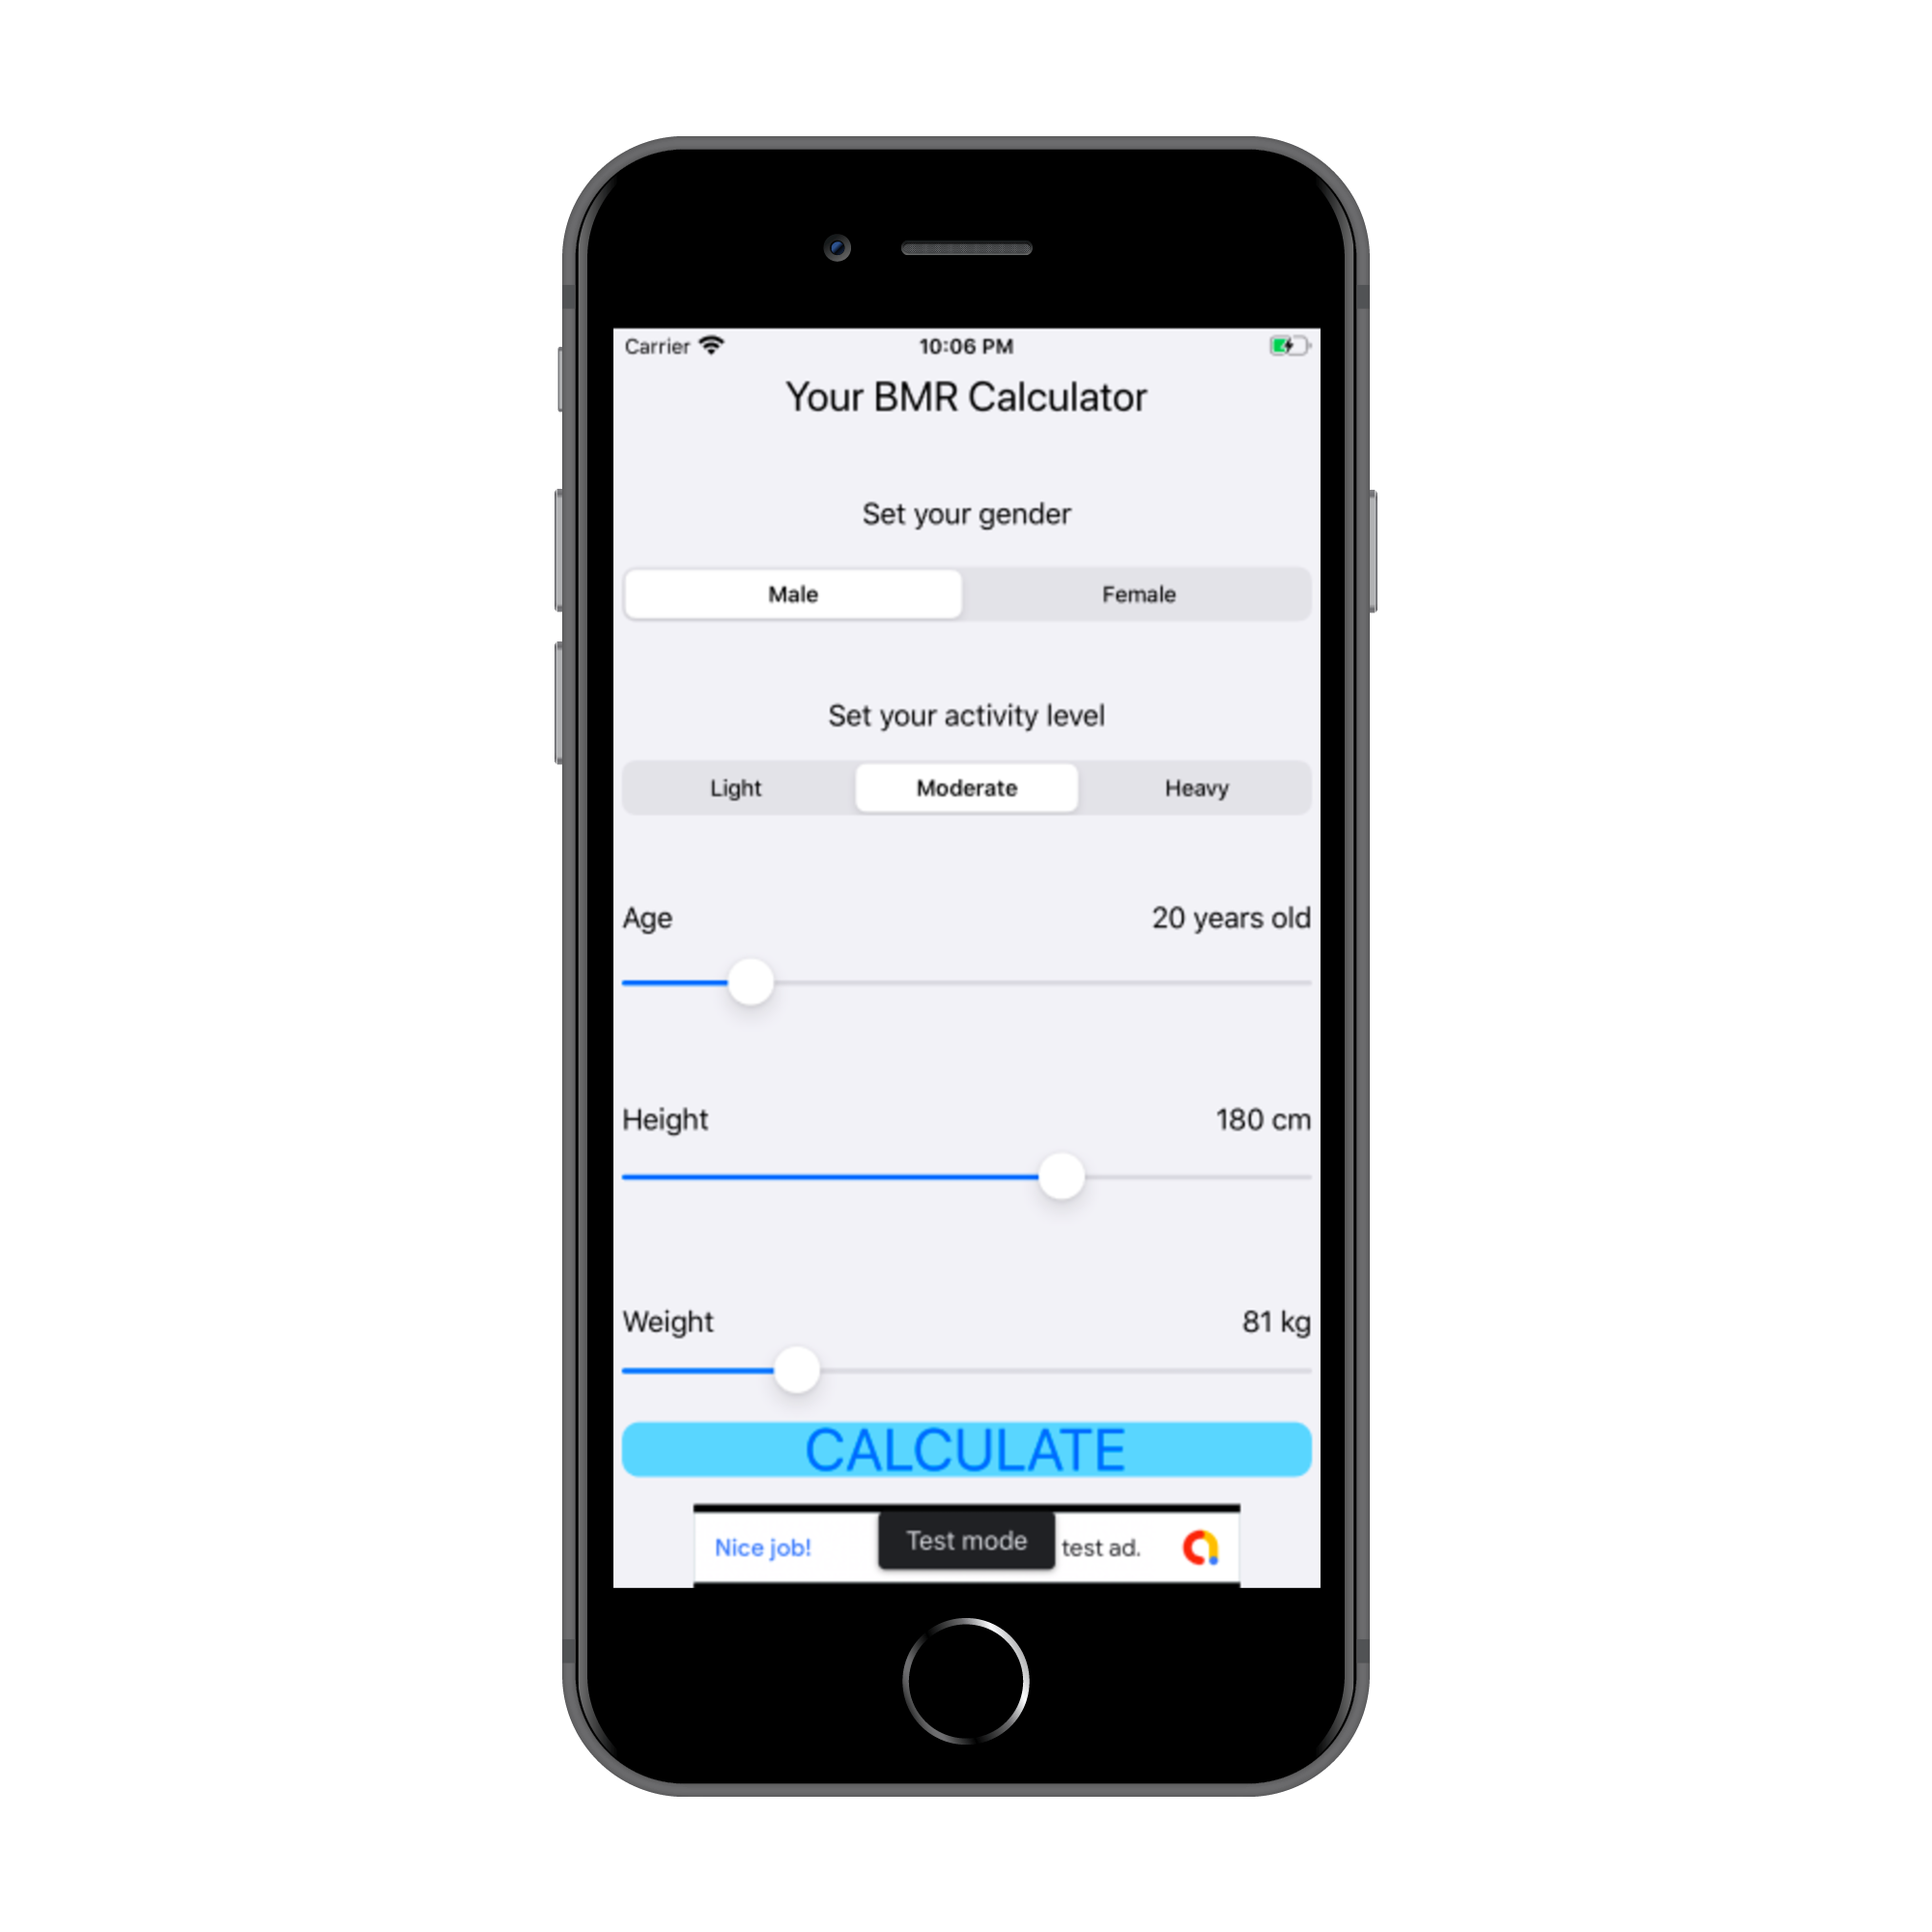 Carrier 10:06 PM
Your BMR Calculator
Set your gender
Male Female
Set your activity level
Light Moderate Heavy
Age 20 years old
Height 180 cm
Weight 81 kg
CALCULATE
Nice job! Test mode test ad.